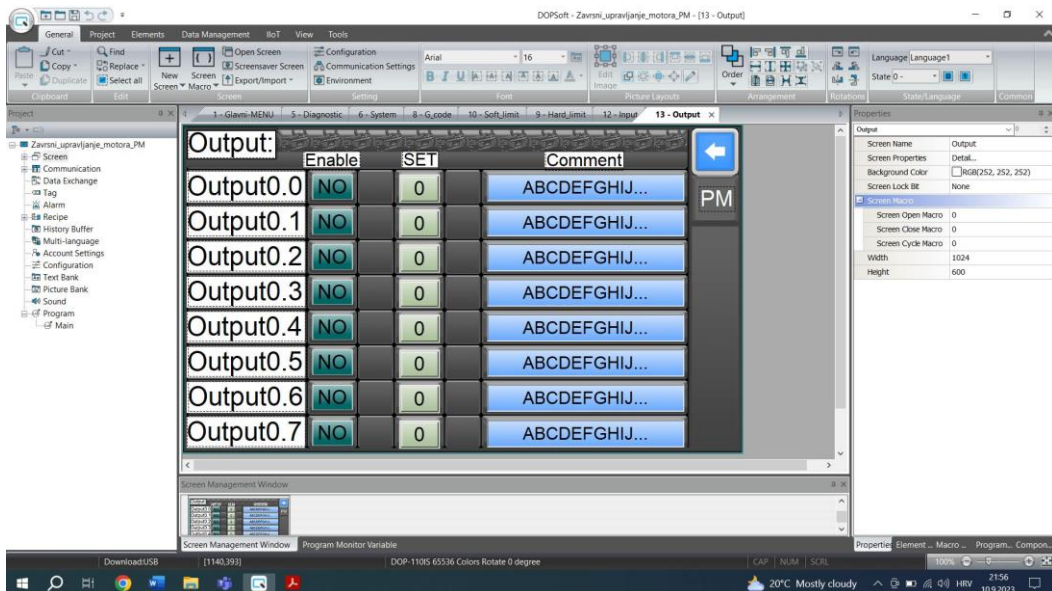 DOPSoft - Zavrsni_upravljanje_motora_PM - [13 - Output]
General Project Elements Data Management IIoT View Tools
Cut Find Open Screen Configuration Arial 16 Language Language1
Copy Replace Screensaver Screen Communication Settings
Paste Duplicate Select all New Screen Screen Macro Export/Import Environment B I U A Edit Image Order State 0 -
Clipboard Edit Screen Setting Font Picture Layouts Arrangement Rotations State/Language Common
Project 1 - Glavni-MENU 5 - Diagnostic 6 - System 8 - G_code 10 - Soft_limit 9 - Hard_limit 12 - Input 13 - Output Properties
Zavrsni_upravljanje_motora_PM
Screen
Communication
Data Exchange
Tag
Alarm
Recipe
History Buffer
Multi-language
Account Settings
Configuration
Text Bank
Picture Bank
Sound
Program
Main
Output:
Enable SET Comment
PM
Output0.0 NO 0 ABCDEFGHIJ...
Output0.1 NO 0 ABCDEFGHIJ...
Output0.2 NO 0 ABCDEFGHIJ...
Output0.3 NO 0 ABCDEFGHIJ...
Output0.4 NO 0 ABCDEFGHIJ...
Output0.5 NO 0 ABCDEFGHIJ...
Output0.6 NO 0 ABCDEFGHIJ...
Output0.7 NO 0 ABCDEFGHIJ...
Output
Screen Name Output
Screen Properties Detail...
Background Color RGB(252, 252, 252)
Screen Lock Bit None
Screen Macro
Screen Open Macro 0
Screen Close Macro 0
Screen Cycle Macro 0
Width 1024
Height 600
Screen Management Window
Screen Management Window Program Monitor Variable
Properties Element ... Macro ... Program... Compon...
Download:USB [1140,393] DOP-110IS 65536 Colors Rotate 0 degree CAP NUM SCRL 100%
20°C Mostly cloudy HRV 21:56
10.9.2023.